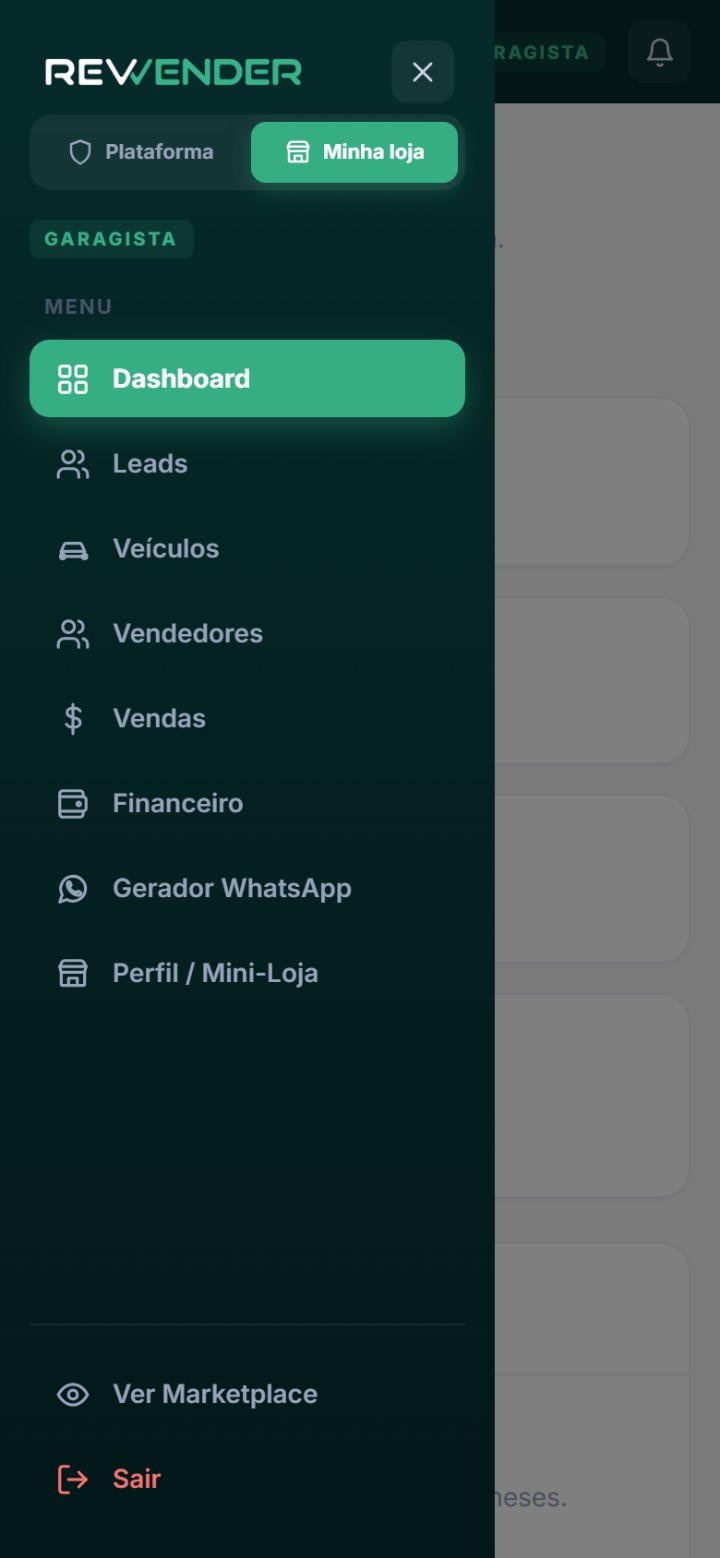 REVVENDER
RAGISTA
Plataforma
Minha loja
GARAGISTA
MENU
Dashboard
Leads
Veículos
Vendedores
Vendas
Financeiro
Gerador WhatsApp
Perfil / Mini-Loja
Ver Marketplace
Sair
neses.